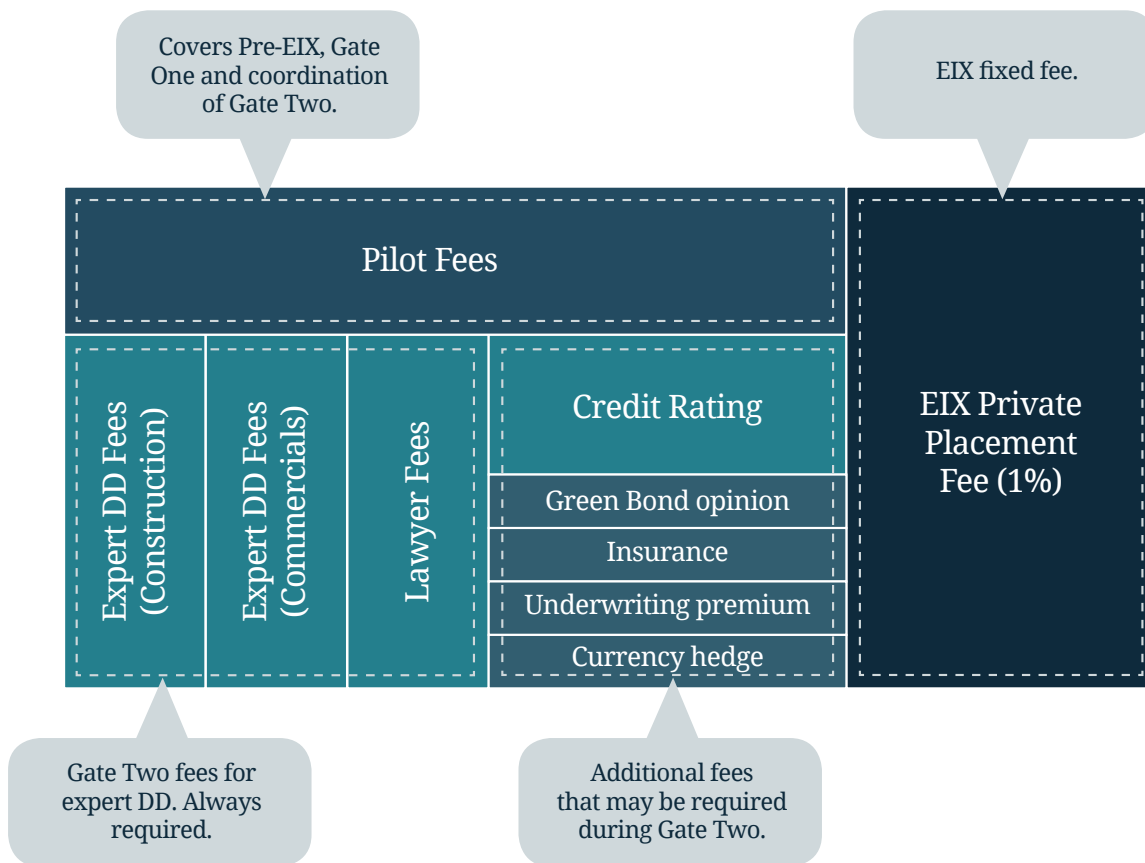 Covers Pre-EIX, Gate
One and coordination
of Gate Two.
EIX fixed fee.
Pilot Fees
Expert DD Fees
(Construction)
Expert DD Fees
(Commercials)
Lawyer Fees
Credit Rating
Green Bond opinion
Insurance
Underwriting premium
Currency hedge
EIX Private
Placement
Fee (1%)
Gate Two fees for
expert DD. Always
required.
Additional fees
that may be required
during Gate Two.